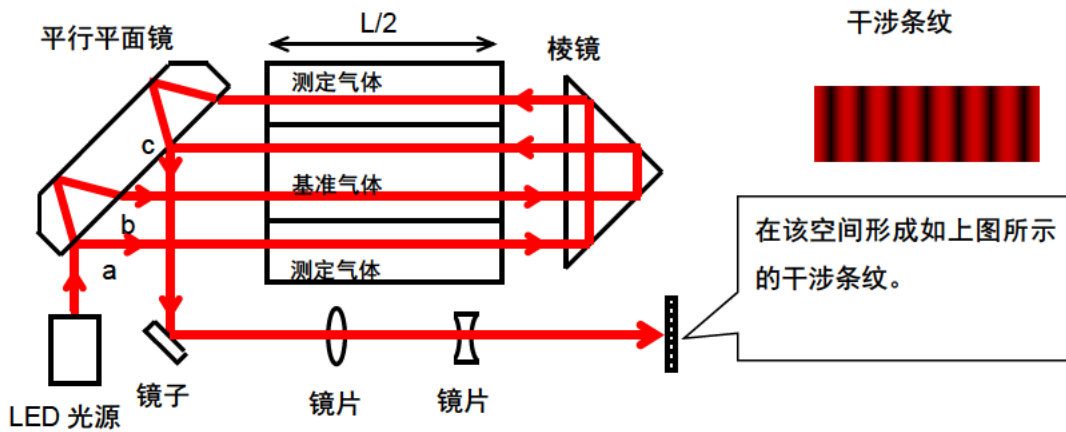 L/2
平行平面镜
棱镜
干涉条纹
测定气体
c
基准气体
b
a
测定气体
在该空间形成如上图所示
的干涉条纹。
镜子
镜片
镜片
LED 光源